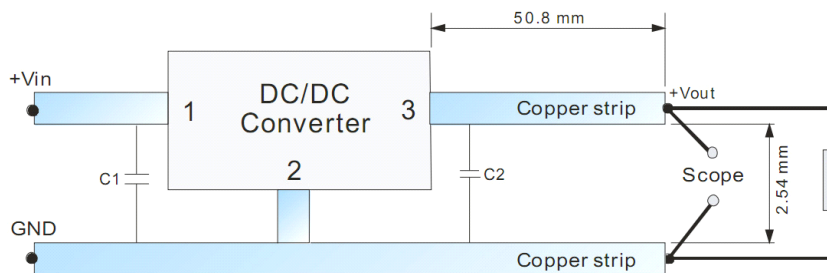 50.8 mm
+Vin
DC/DC
Converter
1
3
Copper strip
+Vout
2
C1
C2
Scope
2.54 mm
GND
Copper strip